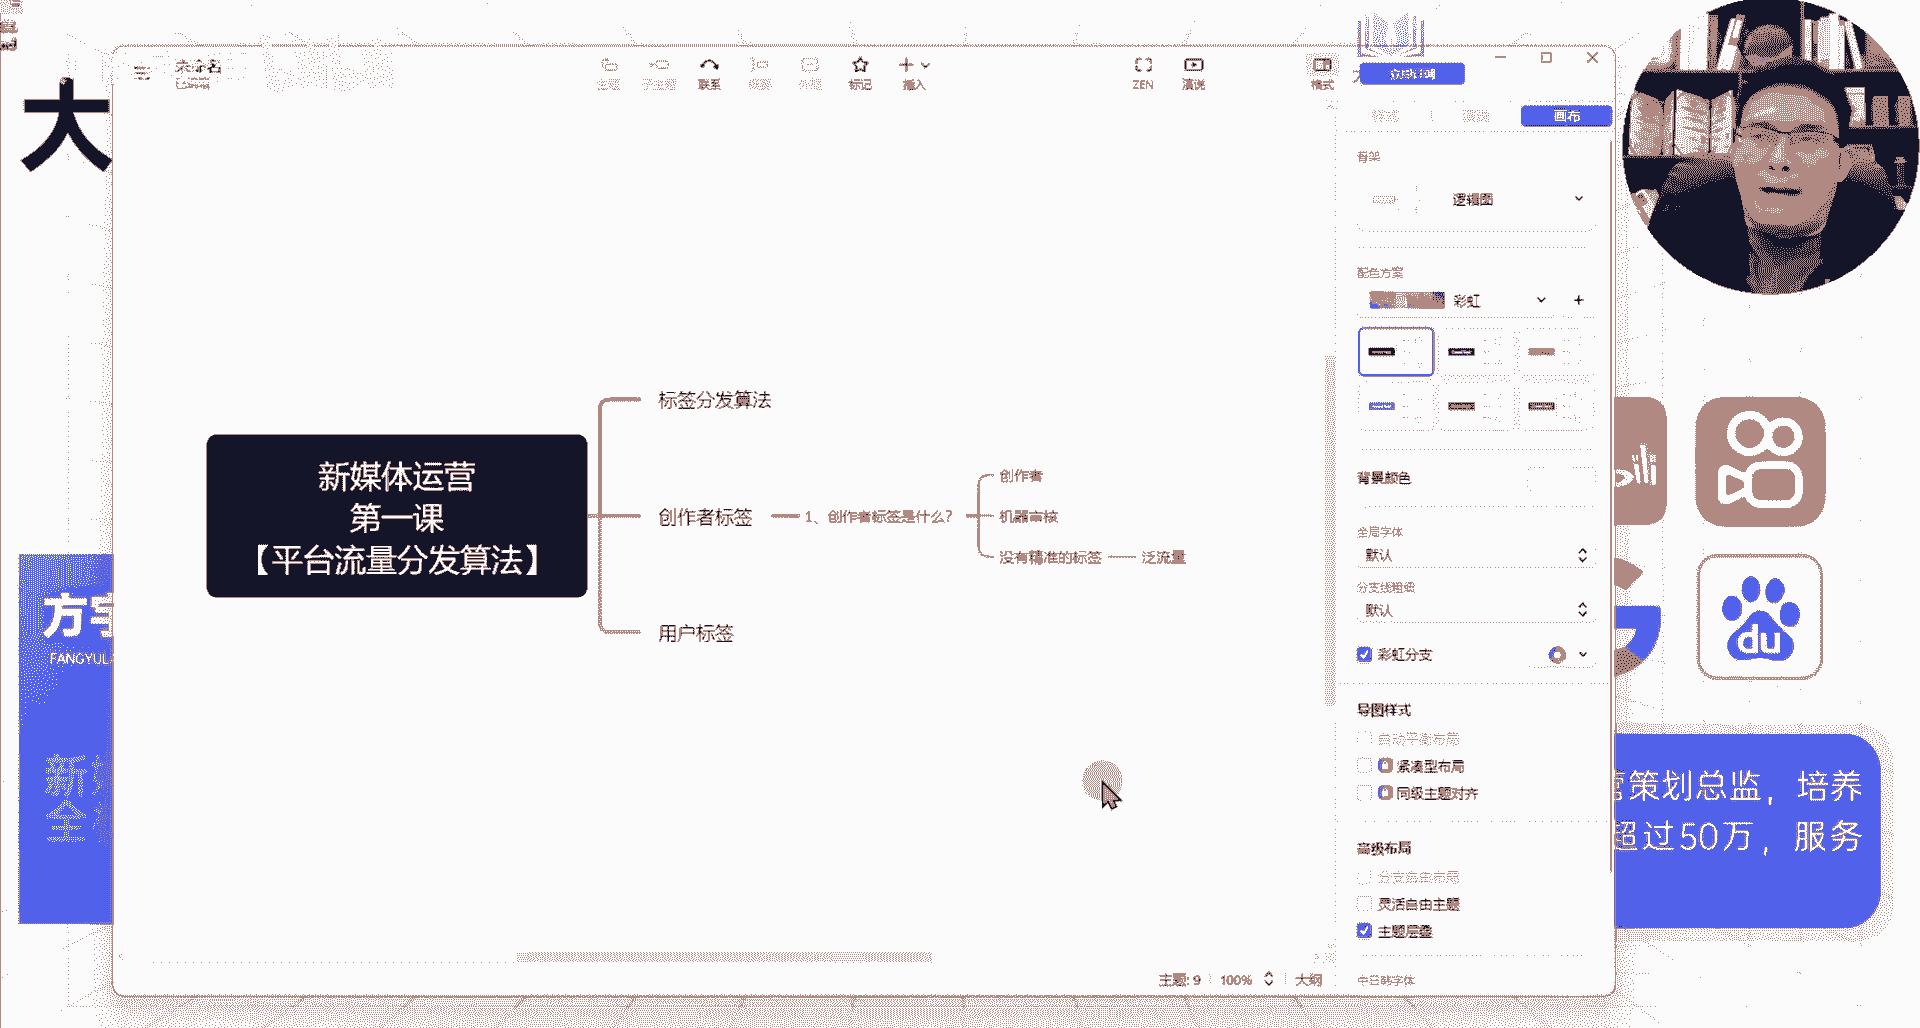 大
未命名
已编辑
主题
子主题
联系
概要
外框
标记
插入
ZEN
演说
格式
样式
演说
画布
骨架
逻辑图
配色方案
彩虹
背景颜色
全局字体
默认
分支线粗细
默认
彩虹分支
导图样式
自动平衡布局
紧凑型布局
同级主题对齐
高级布局
分支自由布局
灵活自由主题
主题层叠
中日韩字体
新媒体运营
第一课
【平台流量分发算法】
标签分发算法
创作者标签
1、创作者标签是什么?
创作者
机器审核
没有精准的标签
泛流量
用户标签
主题: 9
100%
大纲
方宇
FANGYUL
新
全
ili
du
策划总监，培养
超过50万，服务